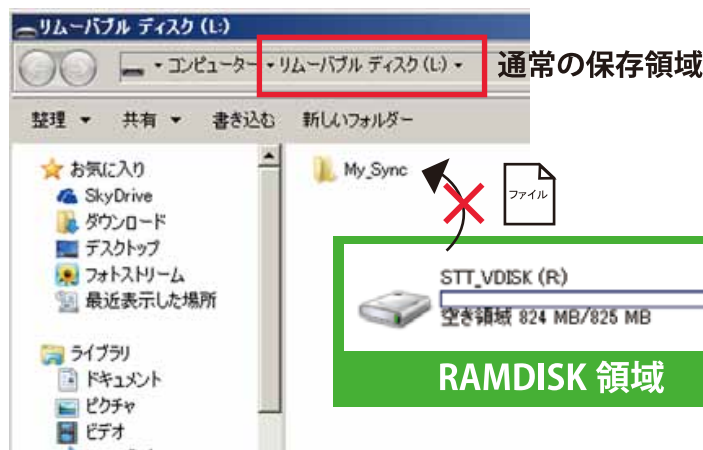 リムーバブル ディスク (L:)
コンピューター リムーバブル ディスク (L:)
通常の保存領域
整理 共有 書き込む 新しいフォルダー
お気に入り
SkyDrive
ダウンロード
デスクトップ
フォトストリーム
最近表示した場所
ライブラリ
ドキュメント
ピクチャ
ビデオ
My_Sync
ファイル
STT_VDISK (R:)
空き領域 824 MB/825 MB
RAMDISK 領域